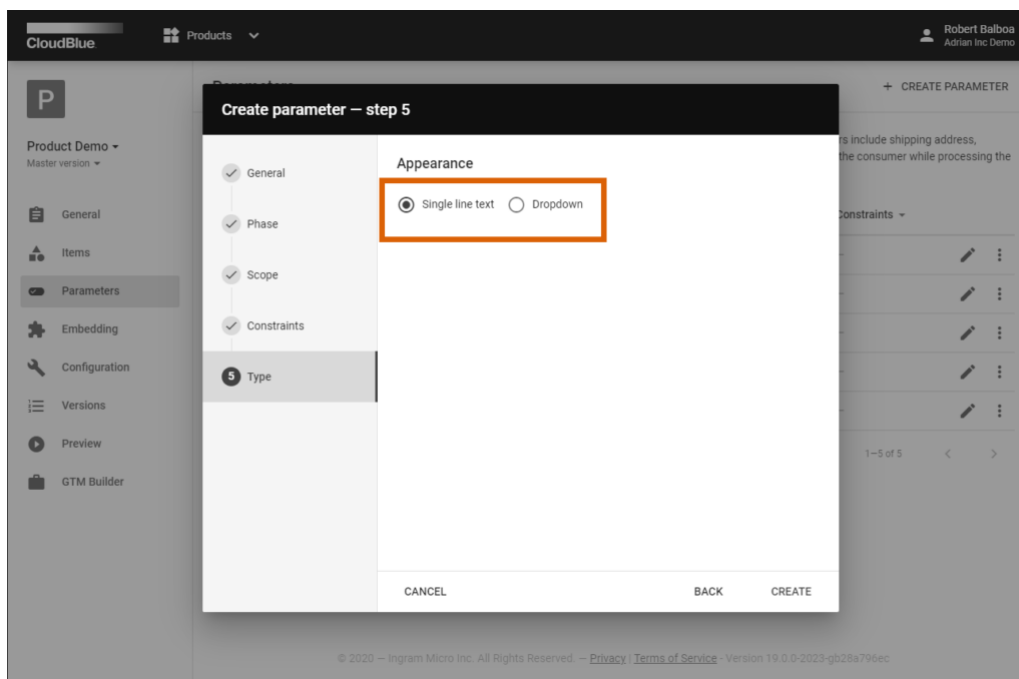 CloudBlue
Products
Robert Balboa
Adrian Inc Demo
P
Product Demo
Master version
General
Items
Parameters
Embedding
Configuration
Versions
Preview
GTM Builder
Parameters
+ CREATE PARAMETER
rs include shipping address,
the consumer while processing the
Constraints
1–5 of 5
Create parameter — step 5
General
Phase
Scope
Constraints
5 Type
Appearance
Single line text
Dropdown
CANCEL
BACK
CREATE
© 2020 — Ingram Micro Inc. All Rights Reserved. — Privacy | Terms of Service - Version 19.0.0-2023-gb28a796ec